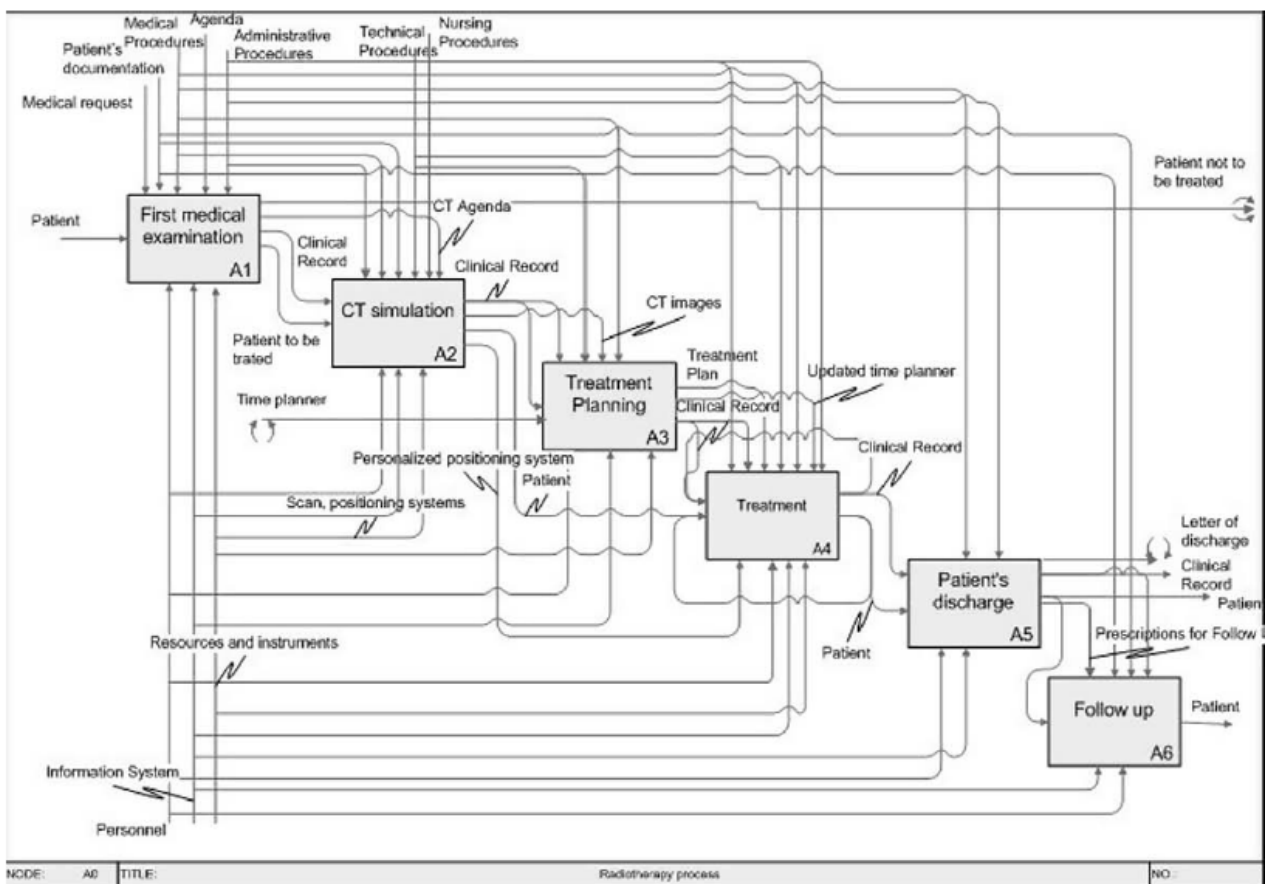 Medical
Procedures
Agenda
Administrative
Procedures
Technical
Procedures
Nursing
Procedures
Patient's
documentation
Medical request
Patient not to
be treated
Patient
First medical
examination
A1
CT Agenda
Clinical
Record
Clinical Record
CT simulation
A2
CT images
Patient to be
trated
Treatment
Plan
Updated time planner
Time planner
Treatment
Planning
A3
Clinical Record
Clinical Record
Personalized positioning system
Patient
Scan, positioning systems
Treatment
A4
Letter of
discharge
Clinical
Record
Patient
Patient's
discharge
A5
Resources and instruments
Patient
Prescriptions for Follow
Follow up
A6
Patient
Information System
Personnel
NODE: A0 TITLE: Radiotherapy process NO.: